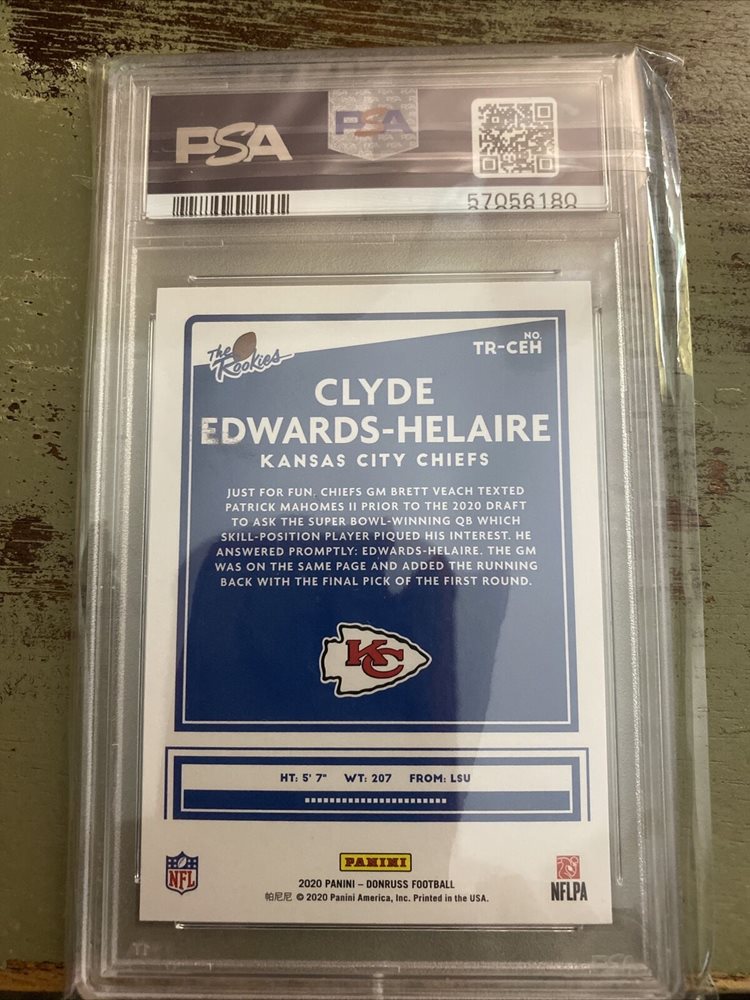 PSA
PSA
57056180
The Rookies
NO.
TR-CEH
CLYDE
EDWARDS-HELAIRE
KANSAS CITY CHIEFS
JUST FOR FUN, CHIEFS GM BRETT VEACH TEXTED
PATRICK MAHOMES II PRIOR TO THE 2020 DRAFT
TO ASK THE SUPER BOWL-WINNING QB WHICH
SKILL-POSITION PLAYER PIQUED HIS INTEREST. HE
ANSWERED PROMPTLY: EDWARDS-HELAIRE. THE GM
WAS ON THE SAME PAGE AND ADDED THE RUNNING
BACK WITH THE FINAL PICK OF THE FIRST ROUND.
KC
HT: 5' 7" WT: 207 FROM: LSU
NFL
PANINI
NFLPA
2020 PANINI – DONRUSS FOOTBALL
帕尼尼 © 2020 Panini America, Inc. Printed in the USA.